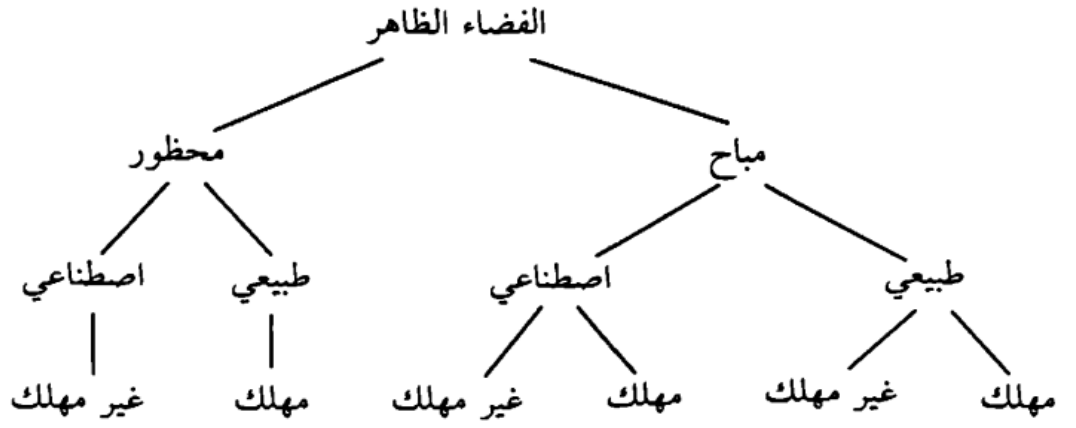 الفضاء الظاهر
مباح محظور
طبيعي اصطناعي طبيعي اصطناعي
مهلك غير مهلك مهلك غير مهلك مهلك غير مهلك